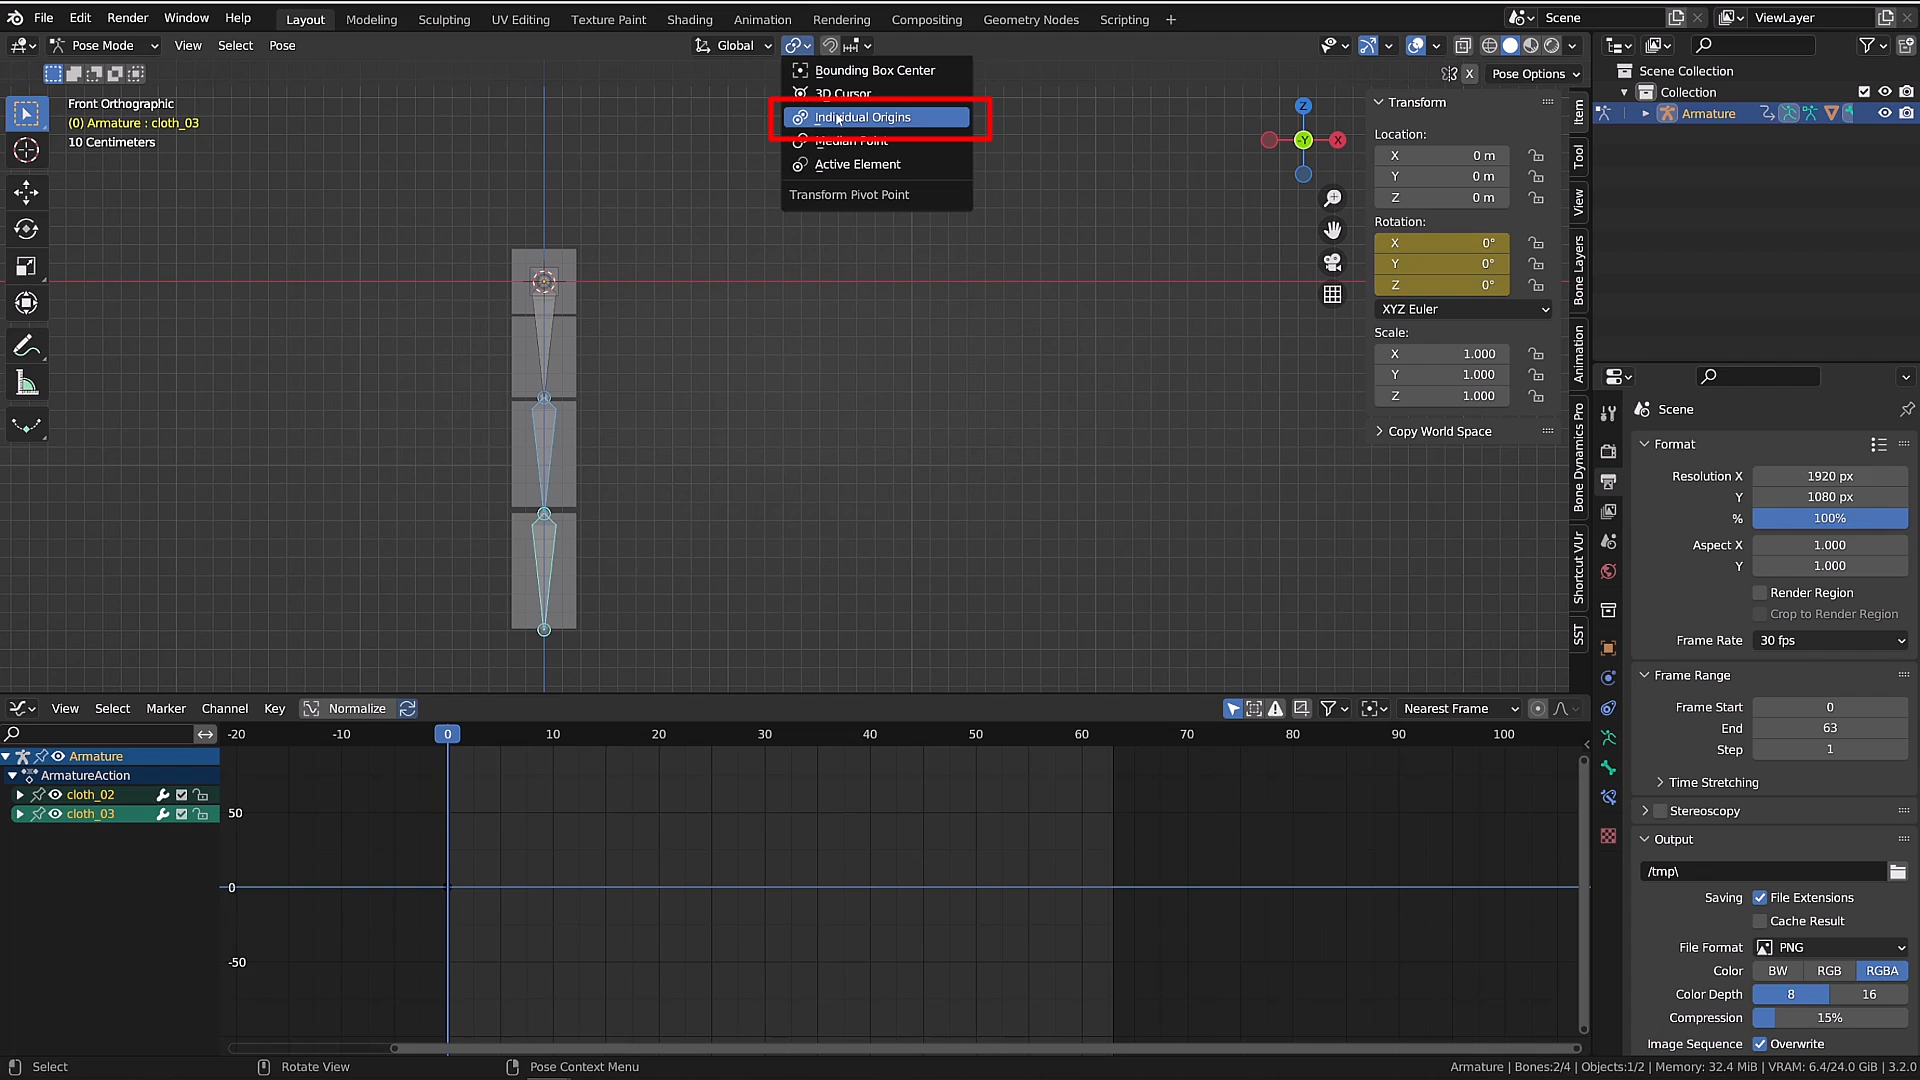 File Edit Render Window Help Layout Modeling Sculpting UV Editing Texture Paint Shading Animation Rendering Compositing Geometry Nodes Scripting + Scene ViewLayer
Pose Mode View Select Pose Global
X Pose Options
Front Orthographic
(0) Armature : cloth_03
10 Centimeters
Bounding Box Center
3D Cursor
Individual Origins
Median Point
Active Element
Transform Pivot Point
Z
-Y
X
Transform
Location:
X 0 m
Y 0 m
Z 0 m
Rotation:
X 0°
Y 0°
Z 0°
XYZ Euler
Scale:
X 1.000
Y 1.000
Z 1.000
Copy World Space
Item
Tool
View
Bone Layers
Animation
Bone Dynamics Pro
Shortcut VUr
SST
Scene Collection
Collection
Armature
Scene
Format
Resolution X 1920 px
Y 1080 px
% 100%
Aspect X 1.000
Y 1.000
Render Region
Crop to Render Region
Frame Rate 30 fps
Frame Range
Frame Start 0
End 63
Step 1
Time Stretching
Stereoscopy
Output
/tmp\
Saving File Extensions
Cache Result
File Format PNG
Color BW RGB RGBA
Color Depth 8 16
Compression 15%
Image Sequence Overwrite
View Select Marker Channel Key Normalize Nearest Frame
-20 -10 0 10 20 30 40 50 60 70 80 90 100
Armature
ArmatureAction
cloth_02
cloth_03
50
0
-50
Select Rotate View Pose Context Menu Armature | Bones:2/4 | Objects:1/2 | Memory: 32.4 MiB | VRAM: 6.4/24.0 GiB | 3.2.0